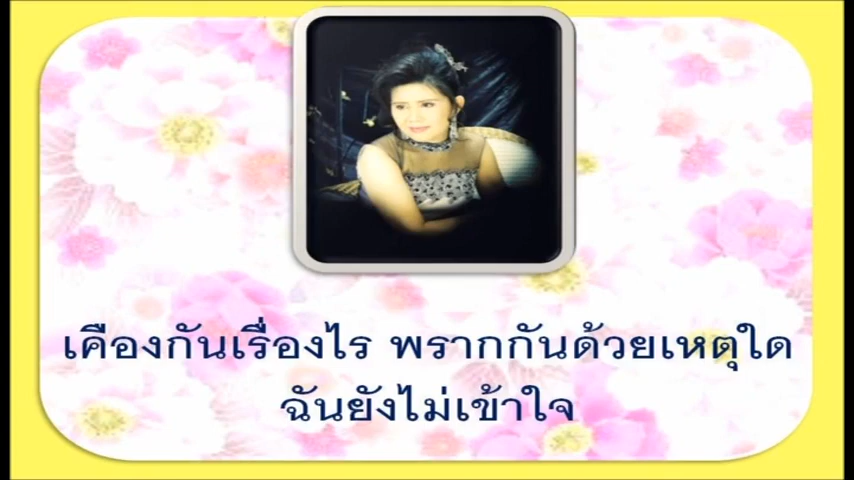 เคืองกันเรื่องไร พรากกันด้วยเหตุใด
ฉันยังไม่เข้าใจ